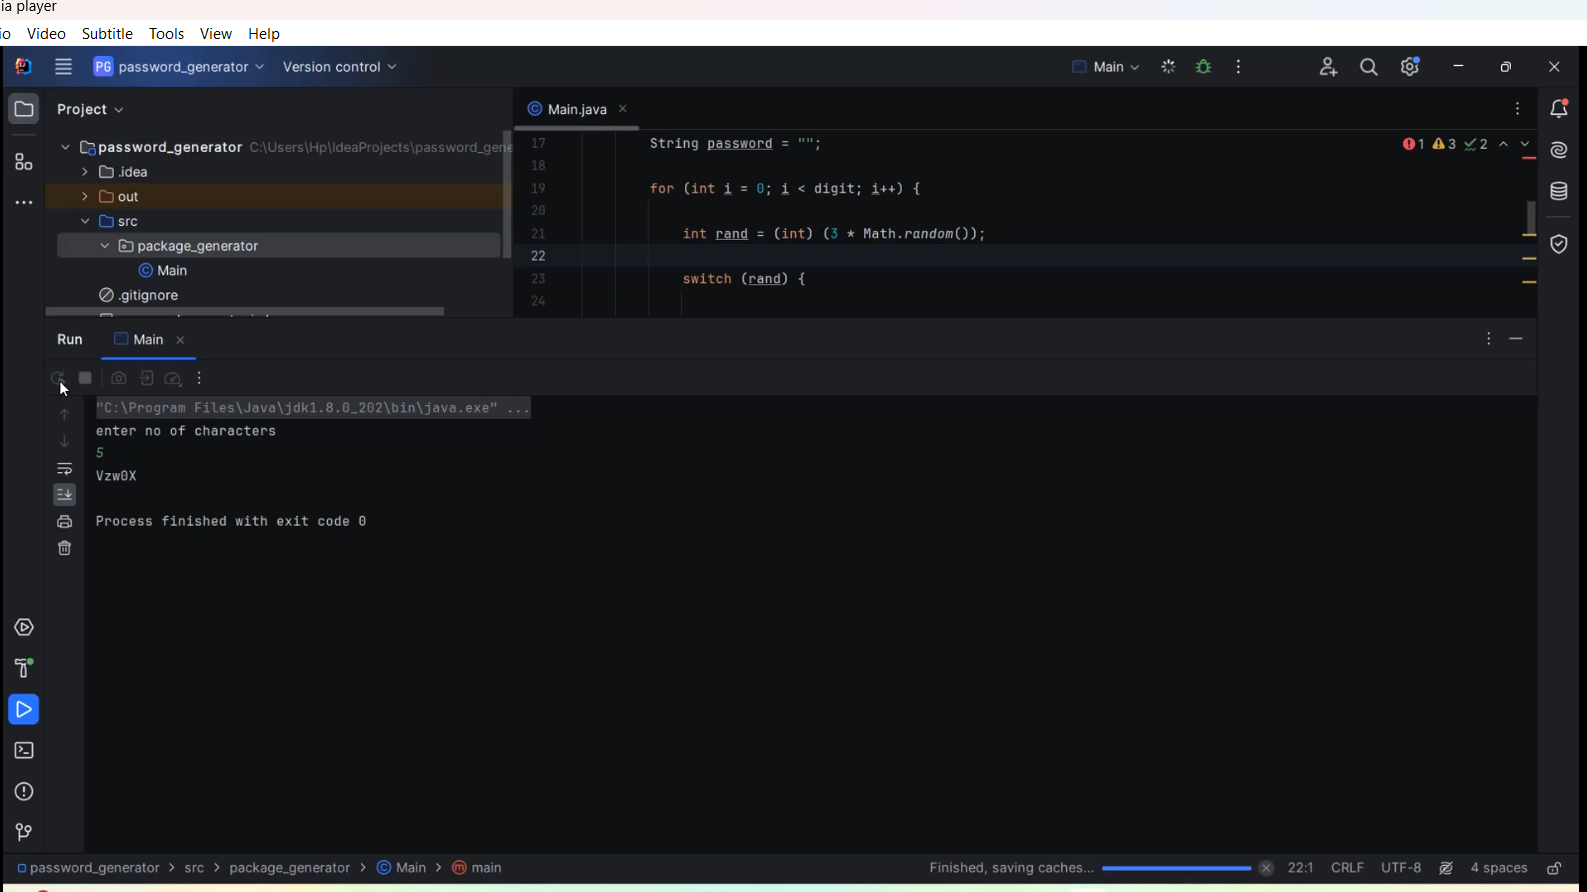 ia player
io Video Subtitle Tools View Help
PG password_generator Version control Main
Project
Main.java
password_generator C:\Users\Hp\IdeaProjects\password_gene
.idea
out
src
package_generator
Main
.gitignore
17 String password = "";
18
19 for (int i = 0; i < digit; i++) {
20
21 int rand = (int) (3 * Math.random());
22
23 switch (rand) {
24
1 3 2
Run Main
"C:\Program Files\Java\jdk1.8.0_202\bin\java.exe" ...
enter no of characters
5
Vzw0X
Process finished with exit code 0
password_generator > src > package_generator > Main > main
Finished, saving caches... 22:1 CRLF UTF-8 4 spaces